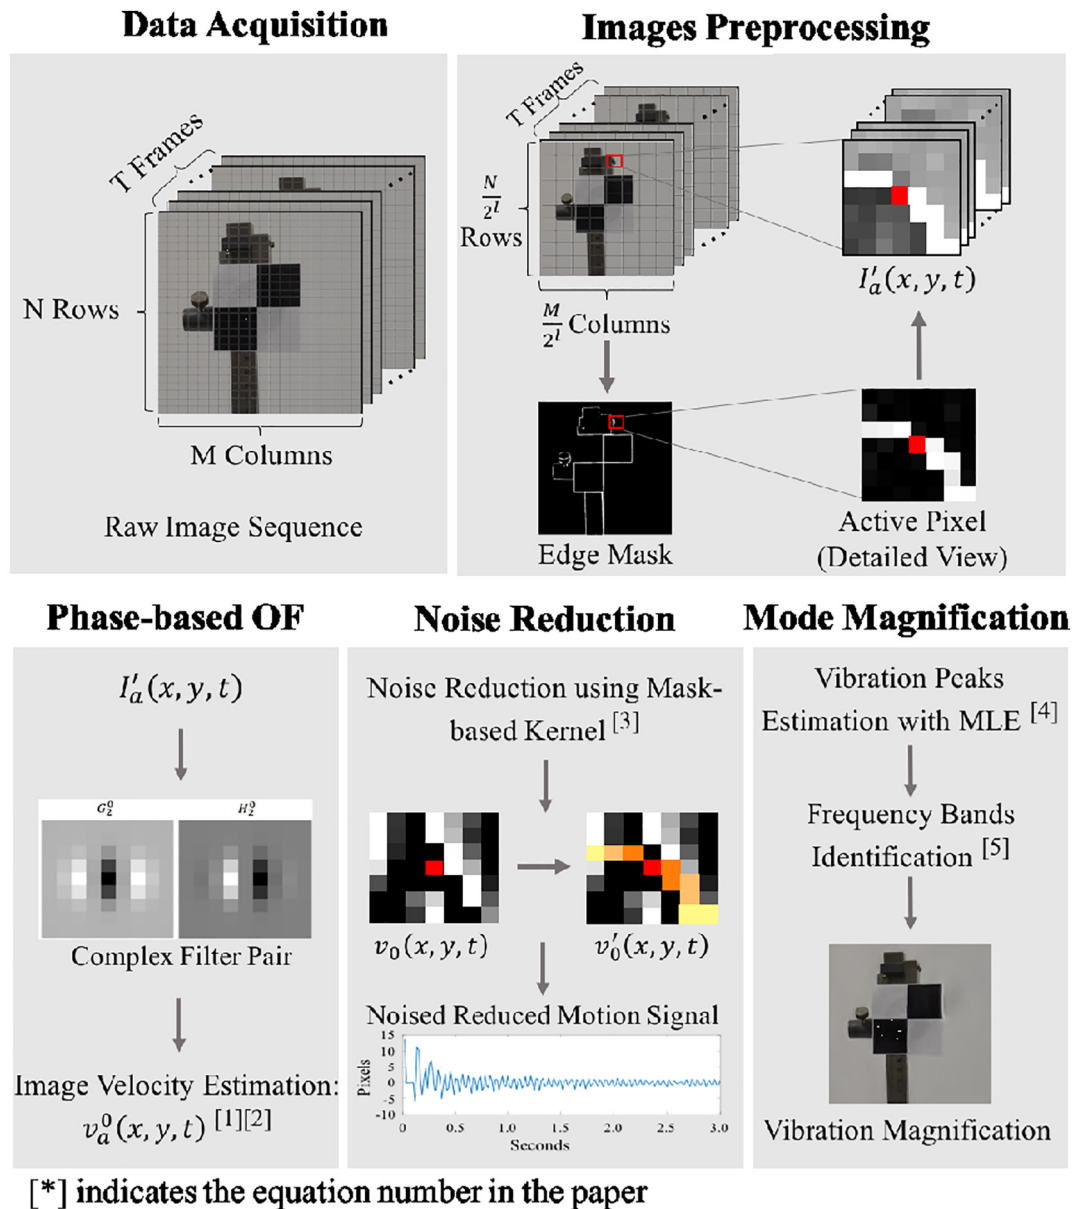 Data Acquisition
T Frames
N Rows
M Columns
Raw Image Sequence
Images Preprocessing
T Frames
N/2^l
Rows
M/2^l Columns
I'_a(x, y, t)
Edge Mask
Active Pixel
(Detailed View)
Phase-based OF
I'_a(x, y, t)
G_2^0 H_2^0
Complex Filter Pair
Image Velocity Estimation:
v_a^0(x, y, t) [1][2]
Noise Reduction
Noise Reduction using Mask-
based Kernel [3]
v_0(x, y, t) v'_0(x, y, t)
Noised Reduced Motion Signal
Pixels
15
10
5
0
-5
-10
0 0.5 1.0 1.5 2.0 2.5 3.0
Seconds
Mode Magnification
Vibration Peaks
Estimation with MLE [4]
Frequency Bands
Identification [5]
Vibration Magnification
[*] indicates the equation number in the paper